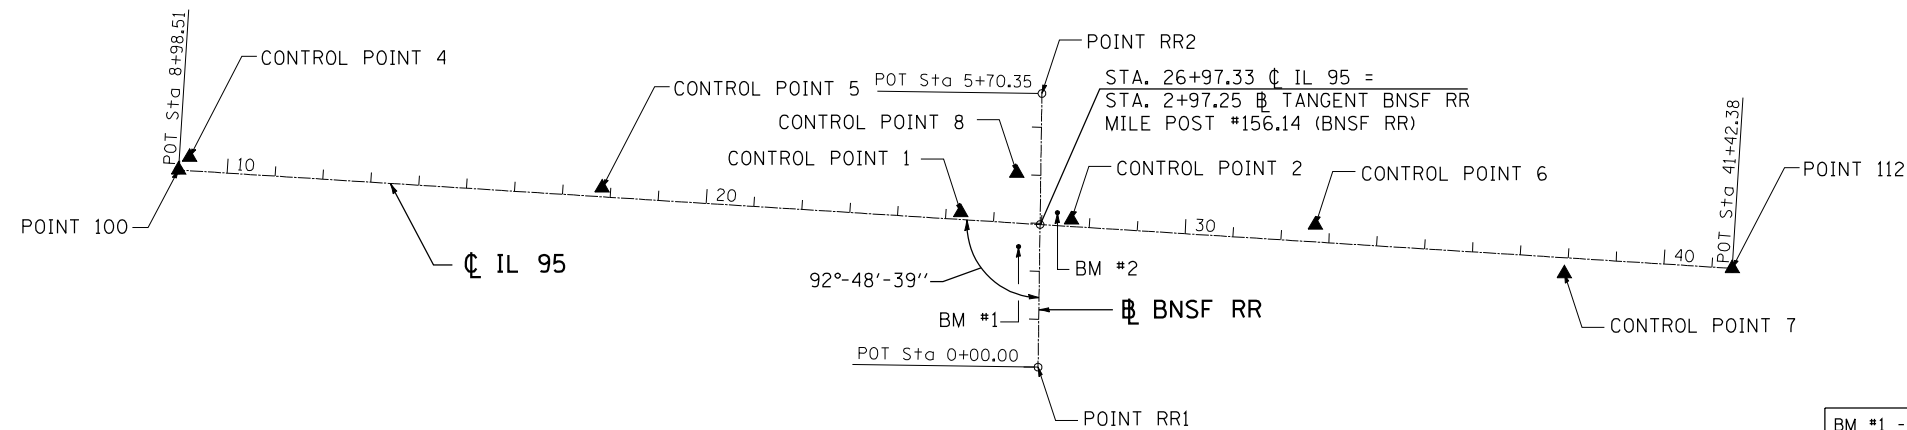 POT Sta 8+98.51
CONTROL POINT 4
POINT RR2
CONTROL POINT 5
POT Sta 5+70.35
STA. 26+97.33 ℄ IL 95 =
STA. 2+97.25 BL TANGENT BNSF RR
MILE POST #156.14 (BNSF RR)
CONTROL POINT 8
CONTROL POINT 1
CONTROL POINT 2
CONTROL POINT 6
POT Sta 41+42.38
POINT 112
10
20
30
40
POINT 100
℄ IL 95
92°-48'-39"
BM #2
BM #1
BL BNSF RR
CONTROL POINT 7
POT Sta 0+00.00
POINT RR1
BM #1 -